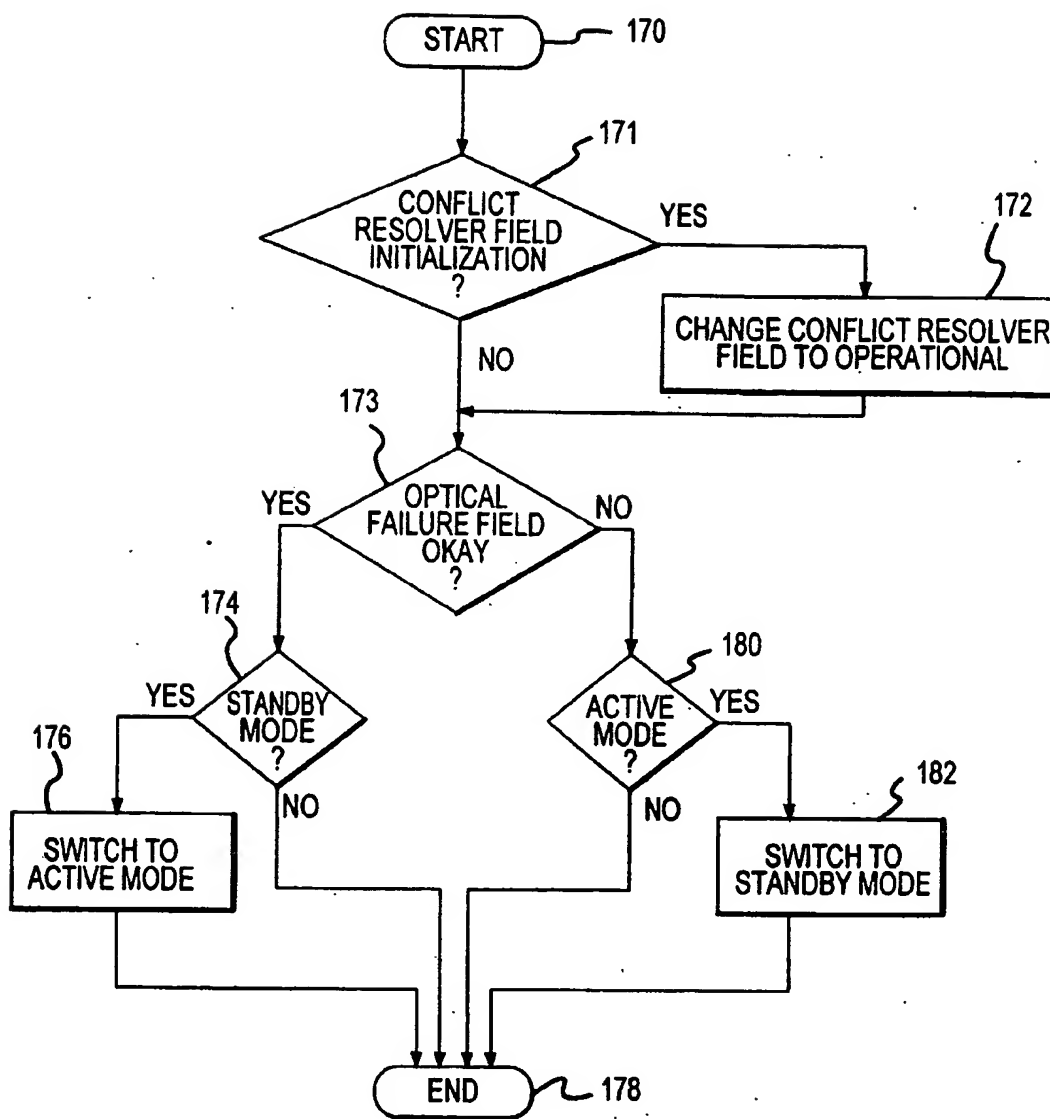 START
170
171
CONFLICT
RESOLVER FIELD
INITIALIZATION
?
YES
172
CHANGE CONFLICT RESOLVER
FIELD TO OPERATIONAL
NO
173
YES
OPTICAL
FAILURE FIELD
OKAY
?
NO
174
YES
STANDBY
MODE
?
NO
180
ACTIVE
MODE
?
YES
NO
176
SWITCH TO
ACTIVE MODE
182
SWITCH TO
STANDBY MODE
END
178